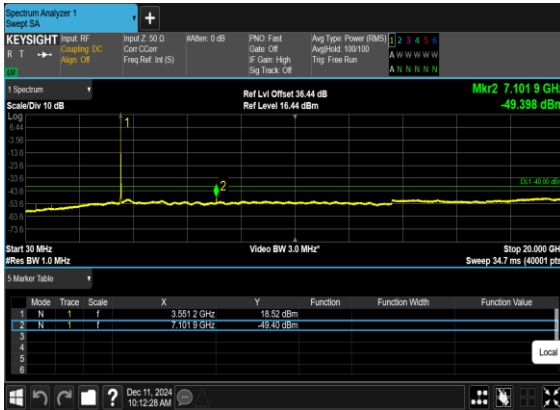 Spectrum Analyzer 1
Swept SA
+
KEYSIGHT
R T
Input: RF
Coupling: DC
Align: Off
Input Z: 50 Ω
Corr CCorr
Freq Ref: Int (S)
#Atten: 0 dB
PNO: Fast
Gate: Off
IF Gain: High
Sig Track: Off
Avg Type: Power (RMS)
Avg|Hold: 100/100
Trig: Free Run
1 2 3 4 5 6
A W W W W W
A N N N N N
1 Spectrum
Scale/Div 10 dB
Ref Lvl Offset 36.44 dB
Ref Level 16.44 dBm
Mkr2 7.101 9 GHz
-49.398 dBm
Log
6.44
-3.56
-13.6
-23.6
-33.6
-43.6
-53.6
-63.6
-73.6
1
2
DL1 -40.00 dBm
Start 30 MHz
#Res BW 1.0 MHz
Video BW 3.0 MHz*
Stop 20.000 GHz
Sweep 34.7 ms (40001 pts)
5 Marker Table
Mode Trace Scale X Y Function Function Width Function Value
1 N 1 f 3.551 2 GHz 18.52 dBm
2 N 1 f 7.101 9 GHz -49.40 dBm
3
4
5
6
Local
?
Dec 11, 2024
10:12:28 AM